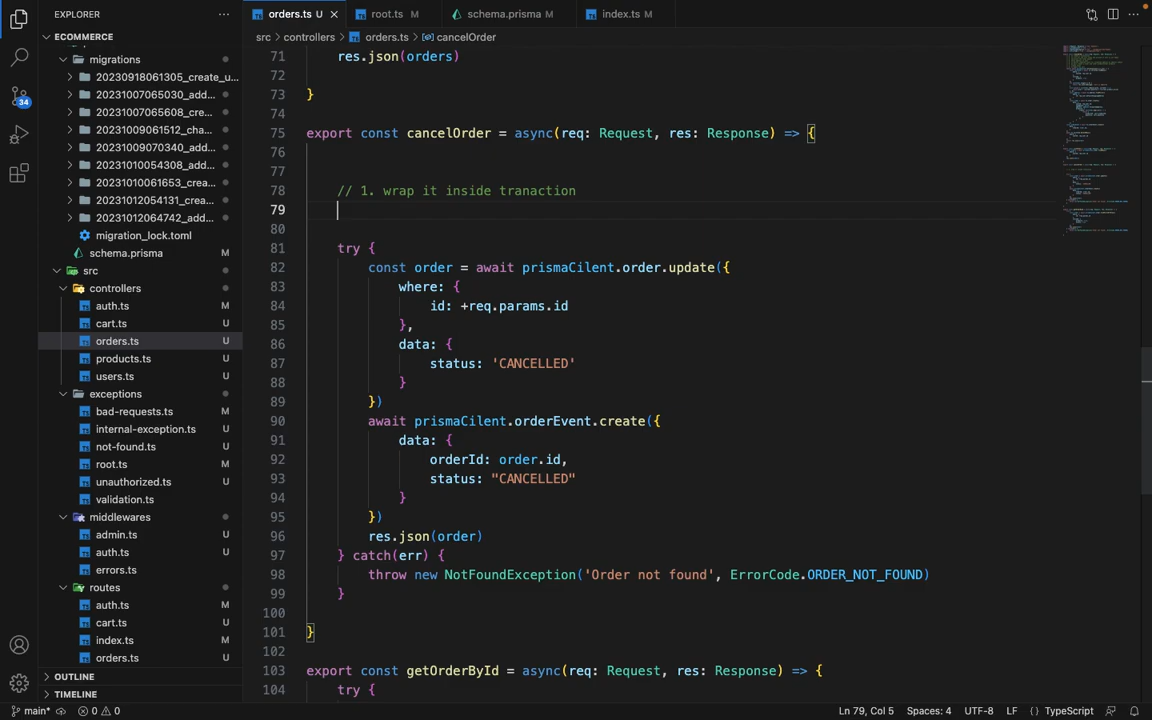 EXPLORER
ECOMMERCE
migrations
20230918061305_create_u...
20231007065030_add...
20231007065608_cre...
20231009061512_cha...
20231009070340_add...
20231010054308_add...
20231010061653_crea...
20231012054131_crea...
20231012064742_add...
migration_lock.toml
schema.prisma M
src
controllers
auth.ts M
cart.ts U
orders.ts U
products.ts U
users.ts U
exceptions
bad-requests.ts M
internal-exception.ts U
not-found.ts U
root.ts M
unauthorized.ts U
validation.ts U
middlewares
admin.ts U
auth.ts U
errors.ts U
routes
auth.ts M
cart.ts U
index.ts M
orders.ts U
OUTLINE
TIMELINE
34
orders.ts U root.ts M schema.prisma M index.ts M
src > controllers > orders.ts > cancelOrder
71 res.json(orders)
72
73 }
74
75 export const cancelOrder = async(req: Request, res: Response) => {
76
77
78 // 1. wrap it inside tranaction
79
80
81 try {
82 const order = await prismaCilent.order.update({
83 where: {
84 id: +req.params.id
85 },
86 data: {
87 status: 'CANCELLED'
88 }
89 })
90 await prismaCilent.orderEvent.create({
91 data: {
92 orderId: order.id,
93 status: "CANCELLED"
94 }
95 })
96 res.json(order)
97 } catch(err) {
98 throw new NotFoundException('Order not found', ErrorCode.ORDER_NOT_FOUND)
99 }
100
101 }
102
103 export const getOrderById = async(req: Request, res: Response) => {
104 try {
main* 0 0 Ln 79, Col 5 Spaces: 4 UTF-8 LF {} TypeScript